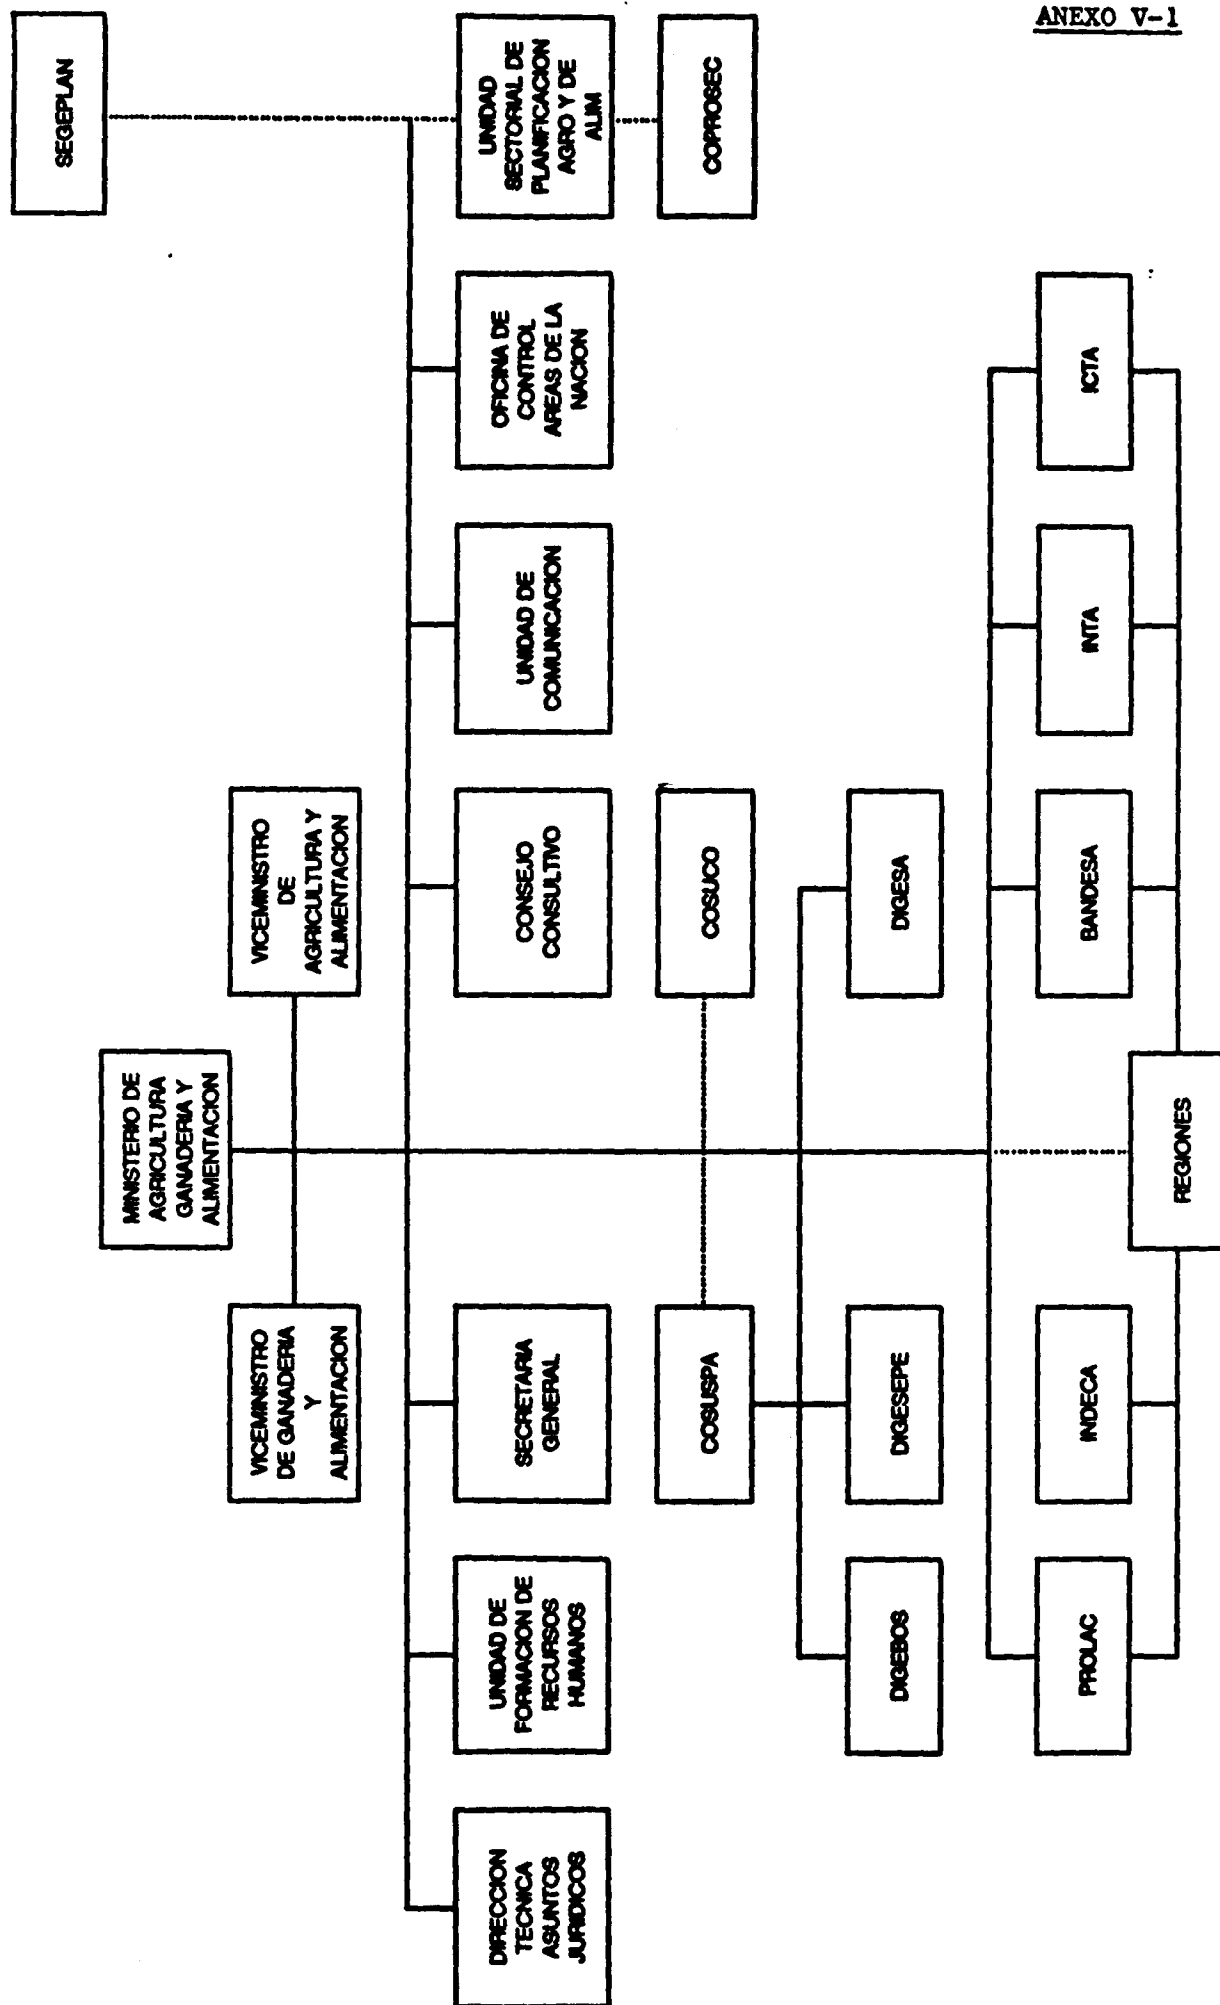 ANEXO V-1
SEGEPLAN
MINISTERIO DE
AGRICULTURA
GANADERIA Y
ALIMENTACION
VICEMINISTRO
DE GANADERIA
Y
ALIMENTACION
VICEMINISTRO
DE
AGRICULTURA Y
ALIMENTACION
DIRECCION
TECNICA
ASUNTOS
JURIDICOS
UNIDAD DE
FORMACION DE
RECURSOS
HUMANOS
SECRETARIA
GENERAL
CONSEJO
CONSULTIVO
UNIDAD DE
COMUNICACION
OFICINA DE
CONTROL
AREAS DE LA
NACION
UNIDAD
SECTORIAL DE
PLANIFICACION
AGRO Y DE
ALIM
COSUSPA
COSUCO
COPROSEC
DIGEBOS
DIGESEPE
DIGESA
PROLAC
INDECA
BANDESA
INTA
ICTA
REGIONES